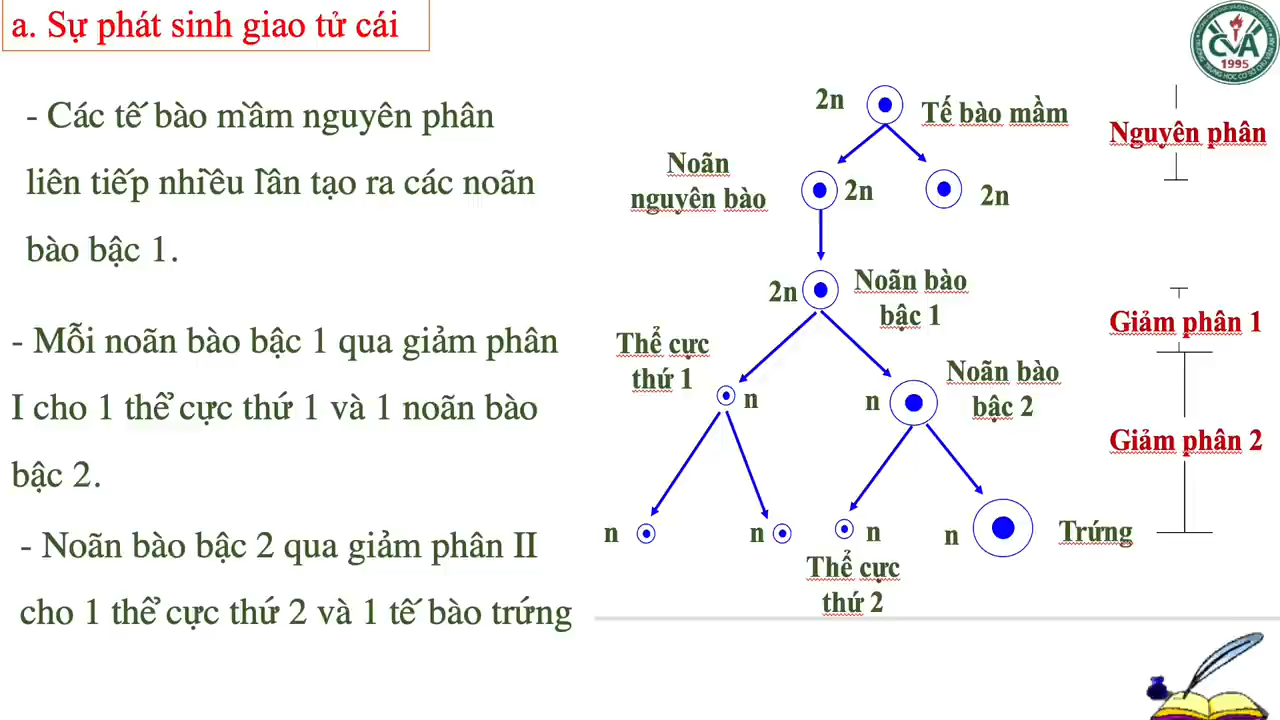 a. Sự phát sinh giao tử cái
- Các tế bào mầm nguyên phân
liên tiếp nhiều lần tạo ra các noãn
bào bậc 1.
- Mỗi noãn bào bậc 1 qua giảm phân
I cho 1 thể cực thứ 1 và 1 noãn bào
bậc 2.
- Noãn bào bậc 2 qua giảm phân II
cho 1 thể cực thứ 2 và 1 tế bào trứng
2n
Tế bào mầm
Nguyên phân
Noãn
nguyên bào
2n
2n
2n
Noãn bào
bậc 1
Giảm phân 1
Thể cực
thứ 1
n
n
Noãn bào
bậc 2
Giảm phân 2
n
n
n
n
Trứng
Thể cực
thứ 2
CVA
1995